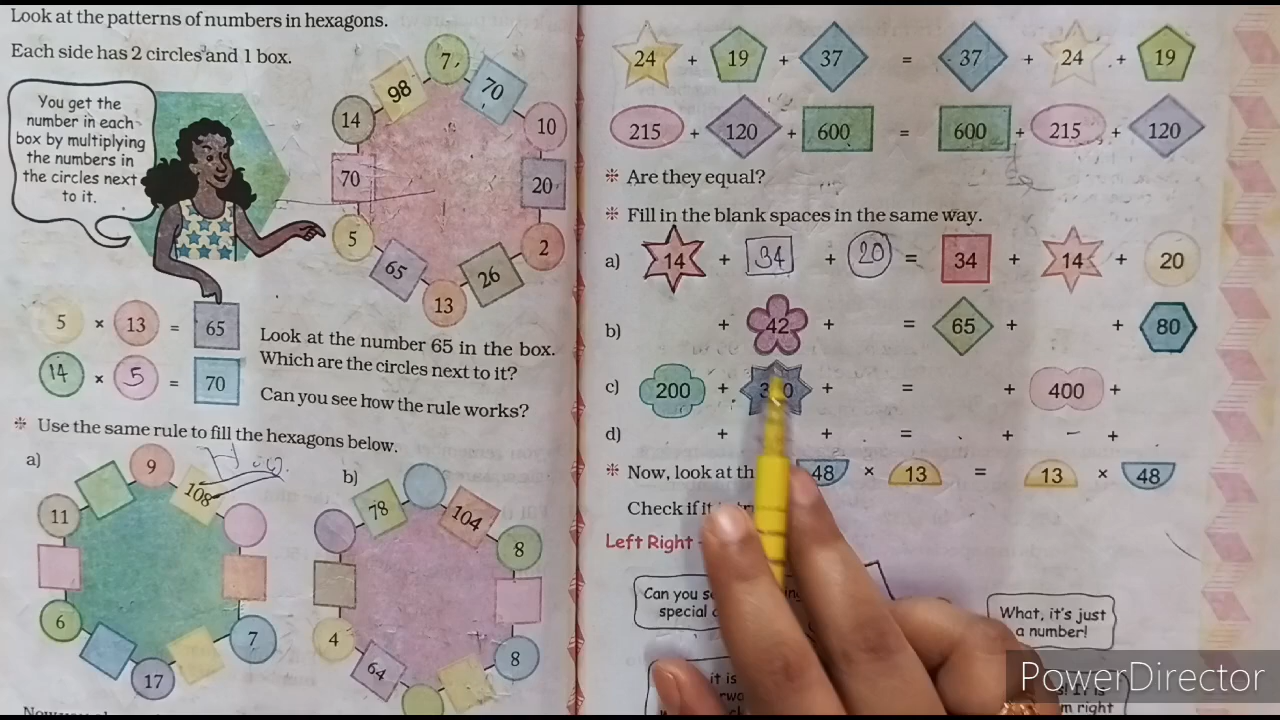 Look at the patterns of numbers in hexagons.
Each side has 2 circles and 1 box.
You get the
number in each
box by multiplying
the numbers in
the circles next
to it.
7
98
70
14
10
70
20
5
2
65
26
13
5 × 13 = 65
14 × 5 = 70
Look at the number 65 in the box.
Which are the circles next to it?
Can you see how the rule works?
* Use the same rule to fill the hexagons below.
a)
9
108
11
6
7
17
b)
78
104
8
4
8
64
24 + 19 + 37 = 37 + 24 + 19
215 + 120 + 600 = 600 + 215 + 120
* Are they equal?
* Fill in the blank spaces in the same way.
a) 14 + 34 + 20 = 34 + 14 + 20
b) + 42 + = 65 + + 80
c) 200 + + = + 400 +
d) + + = + +
* Now, look at 48 × 13 = 13 × 48
Check if
Left Right
Can you
special
What, it's just
a number!
it is
m right
PowerDirector